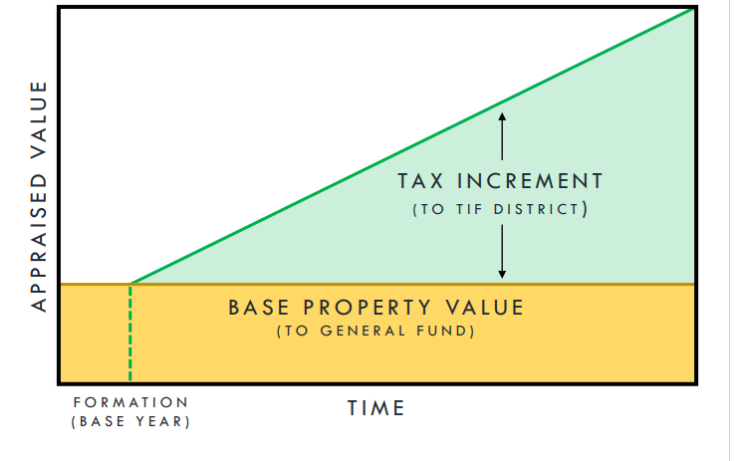 APPRAISED VALUE
TAX INCREMENT
(TO TIF DISTRICT)
BASE PROPERTY VALUE
(TO GENERAL FUND)
FORMATION
(BASE YEAR)
TIME